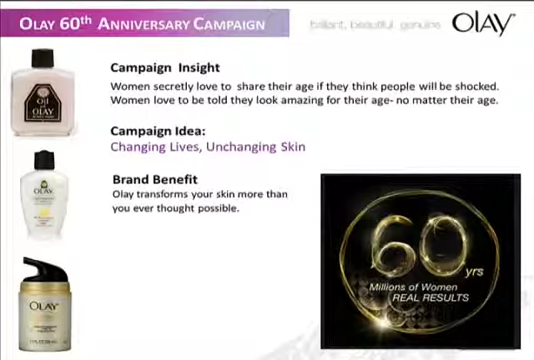 OLAY 60th ANNIVERSARY CAMPAIGN
brilliant, beautiful, genuine OLAY
Campaign Insight
Women secretly love to share their age if they think people will be shocked.
Women love to be told they look amazing for their age- no matter their age.
Campaign Idea:
Changing Lives, Unchanging Skin
Brand Benefit
Olay transforms your skin more than
you ever thought possible.
Oil
of
OLAY
OLAY
OLAY
60 yrs
Millions of Women
REAL RESULTS